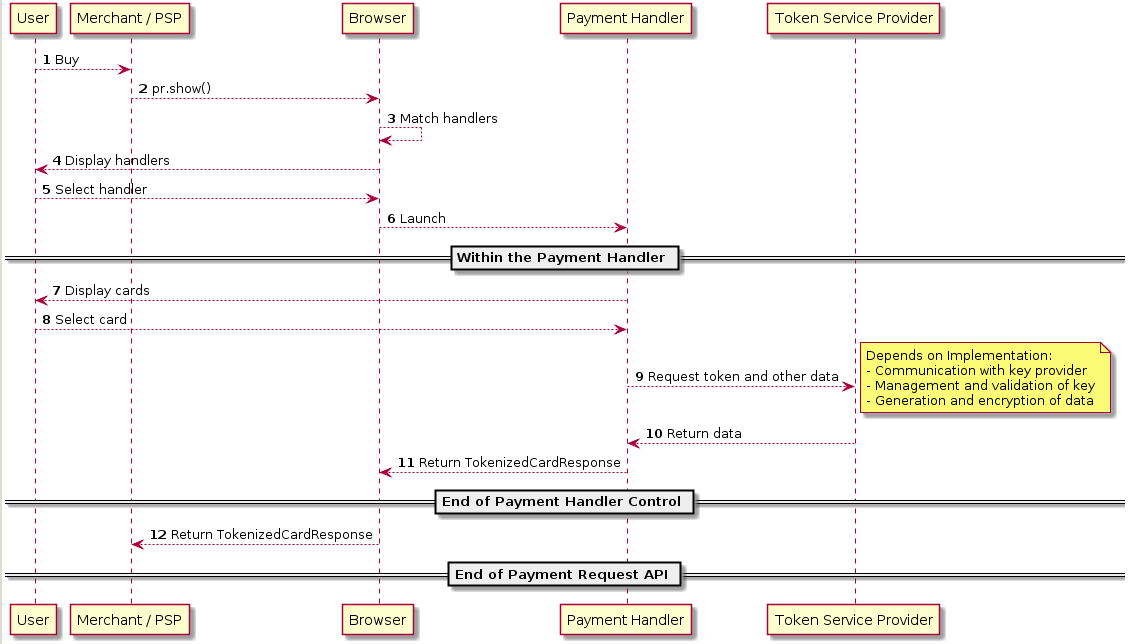 User
Merchant / PSP
Browser
Payment Handler
Token Service Provider
1 Buy
2 pr.show()
3 Match handlers
4 Display handlers
5 Select handler
6 Launch
Within the Payment Handler
7 Display cards
8 Select card
Depends on Implementation:
- Communication with key provider
- Management and validation of key
- Generation and encryption of data
9 Request token and other data
10 Return data
11 Return TokenizedCardResponse
End of Payment Handler Control
12 Return TokenizedCardResponse
End of Payment Request API
User
Merchant / PSP
Browser
Payment Handler
Token Service Provider